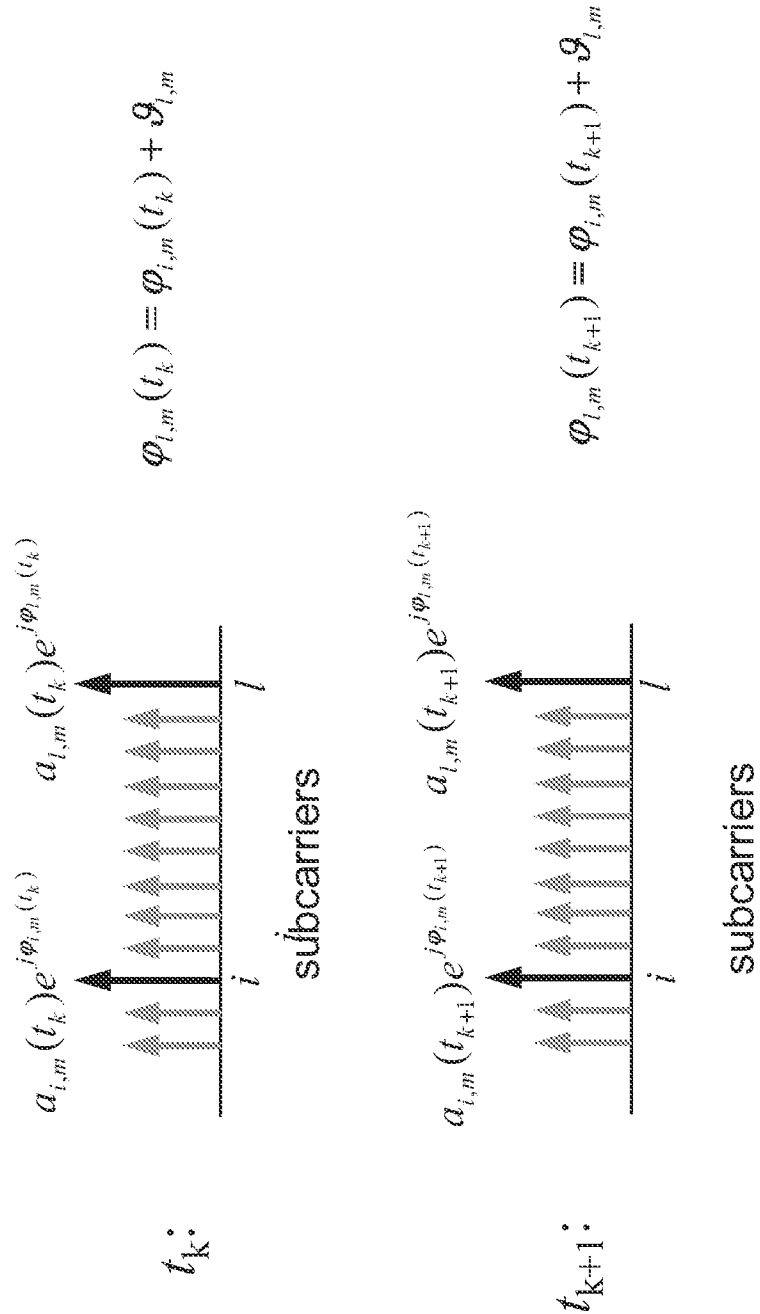 t_k:
a_{i,m}(t_k)e^{jφ_{i,m}(t_k)} a_{l,m}(t_k)e^{jφ_{l,m}(t_k)}
i l
subcarriers
φ_{l,m}(t_k) = φ_{i,m}(t_k) + ϑ_{l,m}
t_{k+1}:
a_{i,m}(t_{k+1})e^{jφ_{i,m}(t_{k+1})} a_{l,m}(t_{k+1})e^{jφ_{l,m}(t_{k+1})}
i l
subcarriers
φ_{l,m}(t_{k+1}) = φ_{i,m}(t_{k+1}) + ϑ_{l,m}